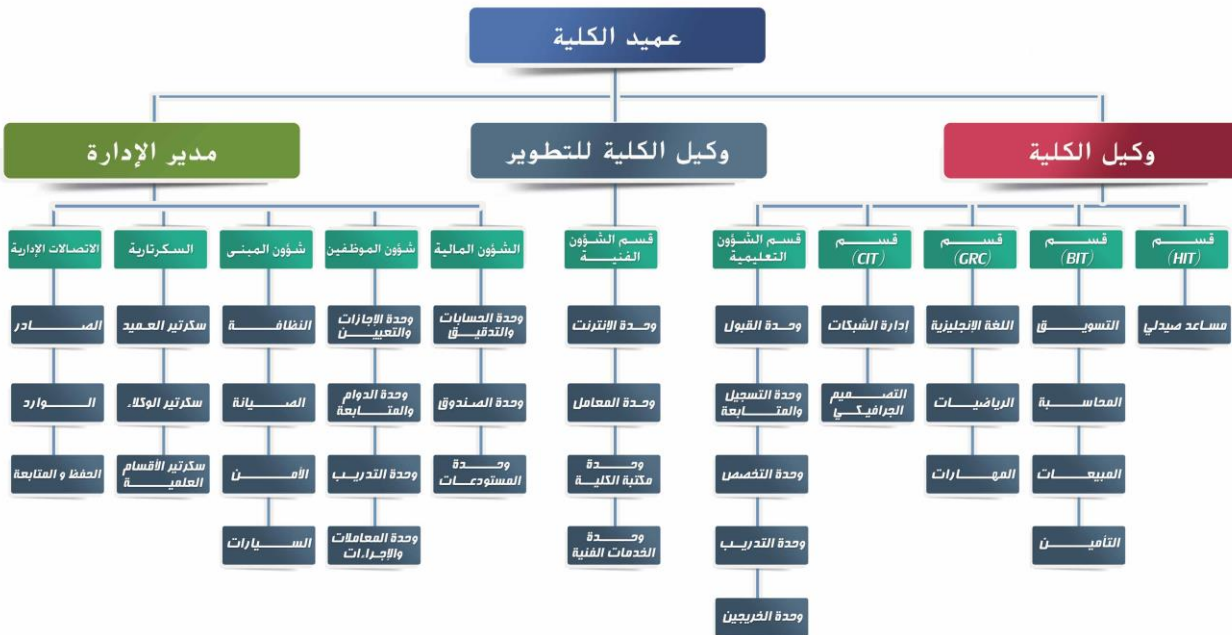 عميد الكلية
وكيل الكلية
وكيل الكلية للتطوير
مدير الإدارة
قسم
(HIT)
قسم
(BIT)
قسم
(GRC)
قسم
(CIT)
قسم الشؤون
التعليمية
قسم الشؤون
الفنية
الشؤون المالية
شؤون الموظفين
شؤون المبنى
السكرتارية
الاتصالات الإدارية
مساعد صيدلي
التسويق
اللغة الإنجليزية
إدارة الشبكات
وحدة القبول
وحدة الإنترنت
وحدة الحسابات
والتدقيق
وحدة الإجازات
والتعيين
النظافة
سكرتير العميد
الصادر
المحاسبة
الرياضيات
التصميم
الجرافيكي
وحدة التسجيل
والمتابعة
وحدة المعامل
وحدة الصندوق
وحدة الدوام
والمتابعة
الصيانة
سكرتير الوكلاء
الوارد
المبيعات
المهارات
وحدة التخصص
وحدة
مكتبة الكلية
وحدة
المستودعات
وحدة التدريب
الأمن
سكرتير الأقسام
العلمية
الحفظ و المتابعة
التأمين
وحدة التدريب
وحدة
الخدمات الفنية
وحدة المعاملات
والإجراءات
السيارات
وحدة الخريجين